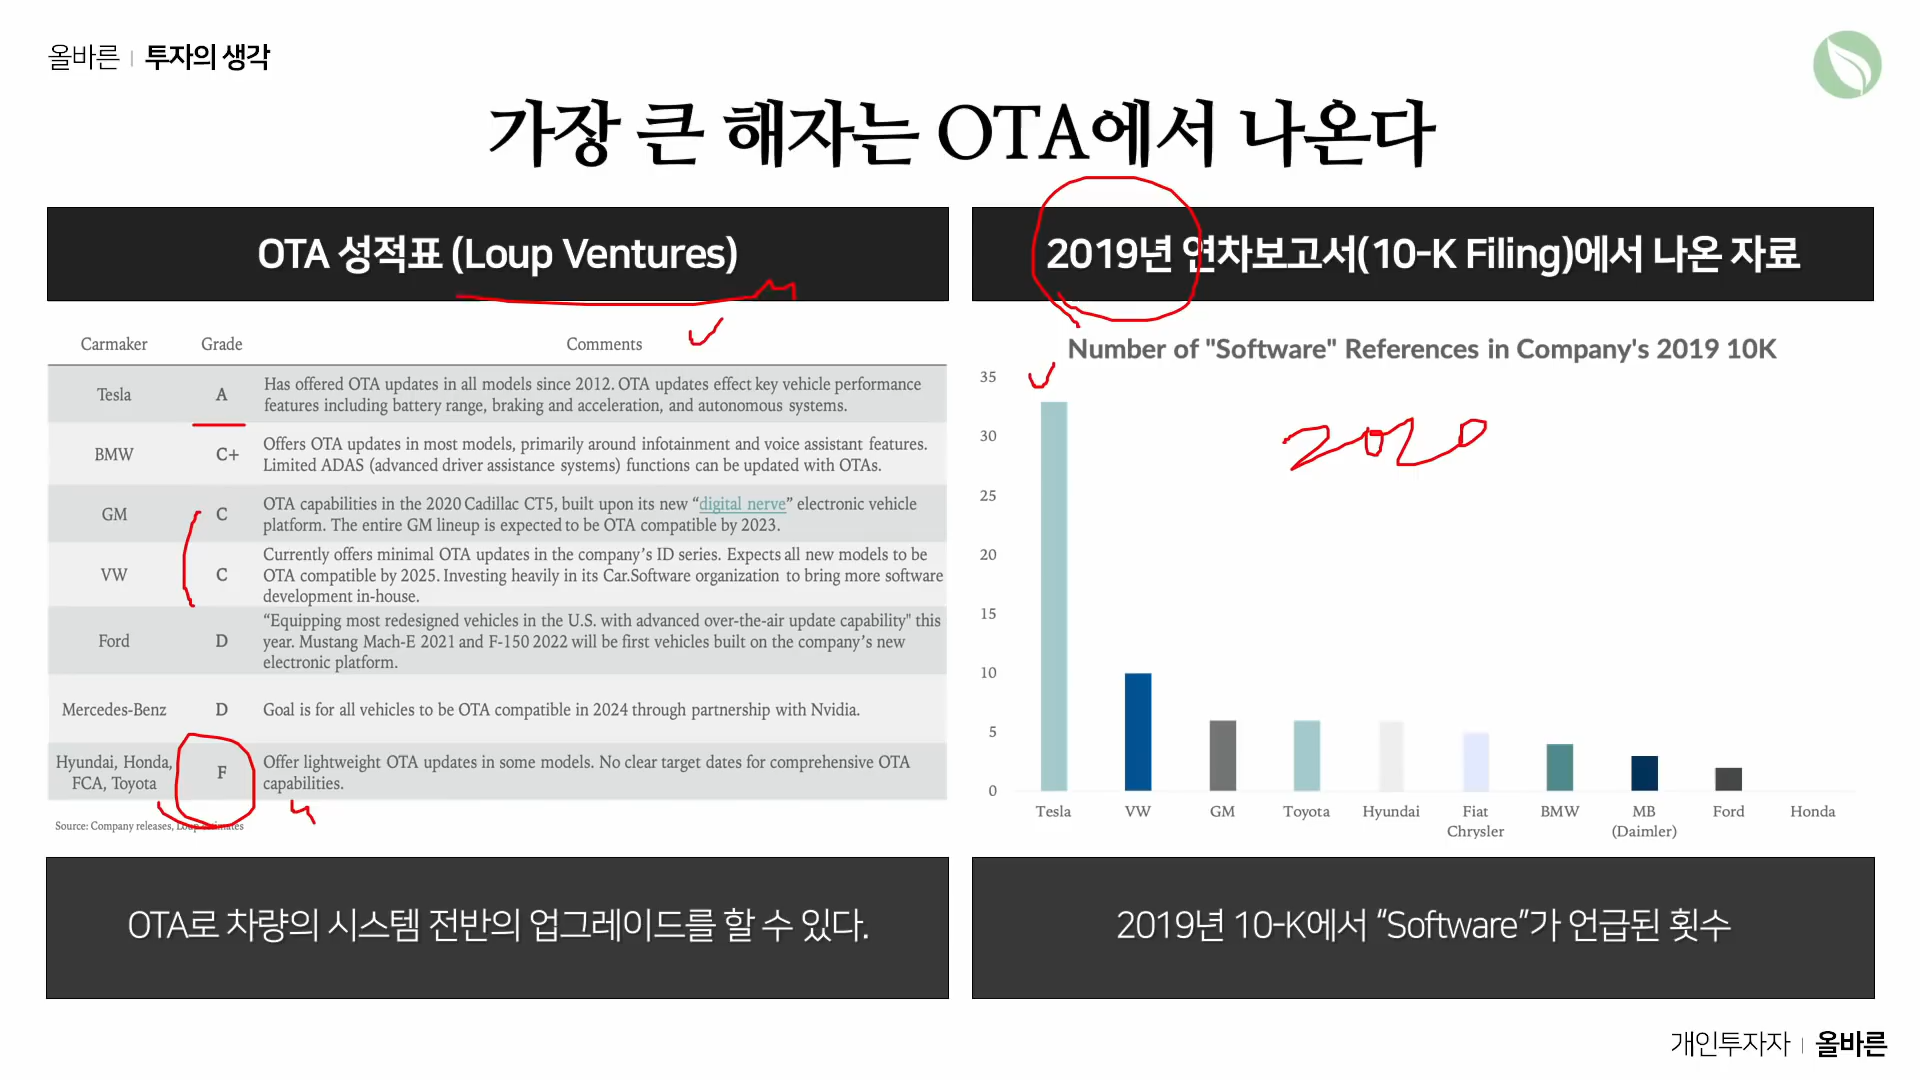 올바른 | 투자의 생각
가장 큰 해자는 OTA에서 나온다
OTA 성적표 (Loup Ventures)
Carmaker Grade Comments
Tesla A Has offered OTA updates in all models since 2012. OTA updates effect key vehicle performance
features including battery range, braking and acceleration, and autonomous systems.
BMW C+ Offers OTA updates in most models, primarily around infotainment and voice assistant features.
Limited ADAS (advanced driver assistance systems) functions can be updated with OTAs.
GM C OTA capabilities in the 2020 Cadillac CT5, built upon its new “digital nerve” electronic vehicle
platform. The entire GM lineup is expected to be OTA compatible by 2023.
VW C Currently offers minimal OTA updates in the company’s ID series. Expects all new models to be
OTA compatible by 2025. Investing heavily in its Car.Software organization to bring more software
development in-house.
Ford D “Equipping most redesigned vehicles in the U.S. with advanced over-the-air update capability" this
year. Mustang Mach-E 2021 and F-150 2022 will be first vehicles built on the company’s new
electronic platform.
Mercedes-Benz D Goal is for all vehicles to be OTA compatible in 2024 through partnership with Nvidia.
Hyundai, Honda,
FCA, Toyota F Offer lightweight OTA updates in some models. No clear target dates for comprehensive OTA
capabilities.
Source: Company releases, Loup estimates
OTA로 차량의 시스템 전반의 업그레이드를 할 수 있다.
2019년 연차보고서(10-K Filing)에서 나온 자료
Number of "Software" References in Company's 2019 10K
2020
35
30
25
20
15
10
5
0
Tesla VW GM Toyota Hyundai Fiat Chrysler BMW MB (Daimler) Ford Honda
2019년 10-K에서 “Software”가 언급된 횟수
개인투자자 | 올바른